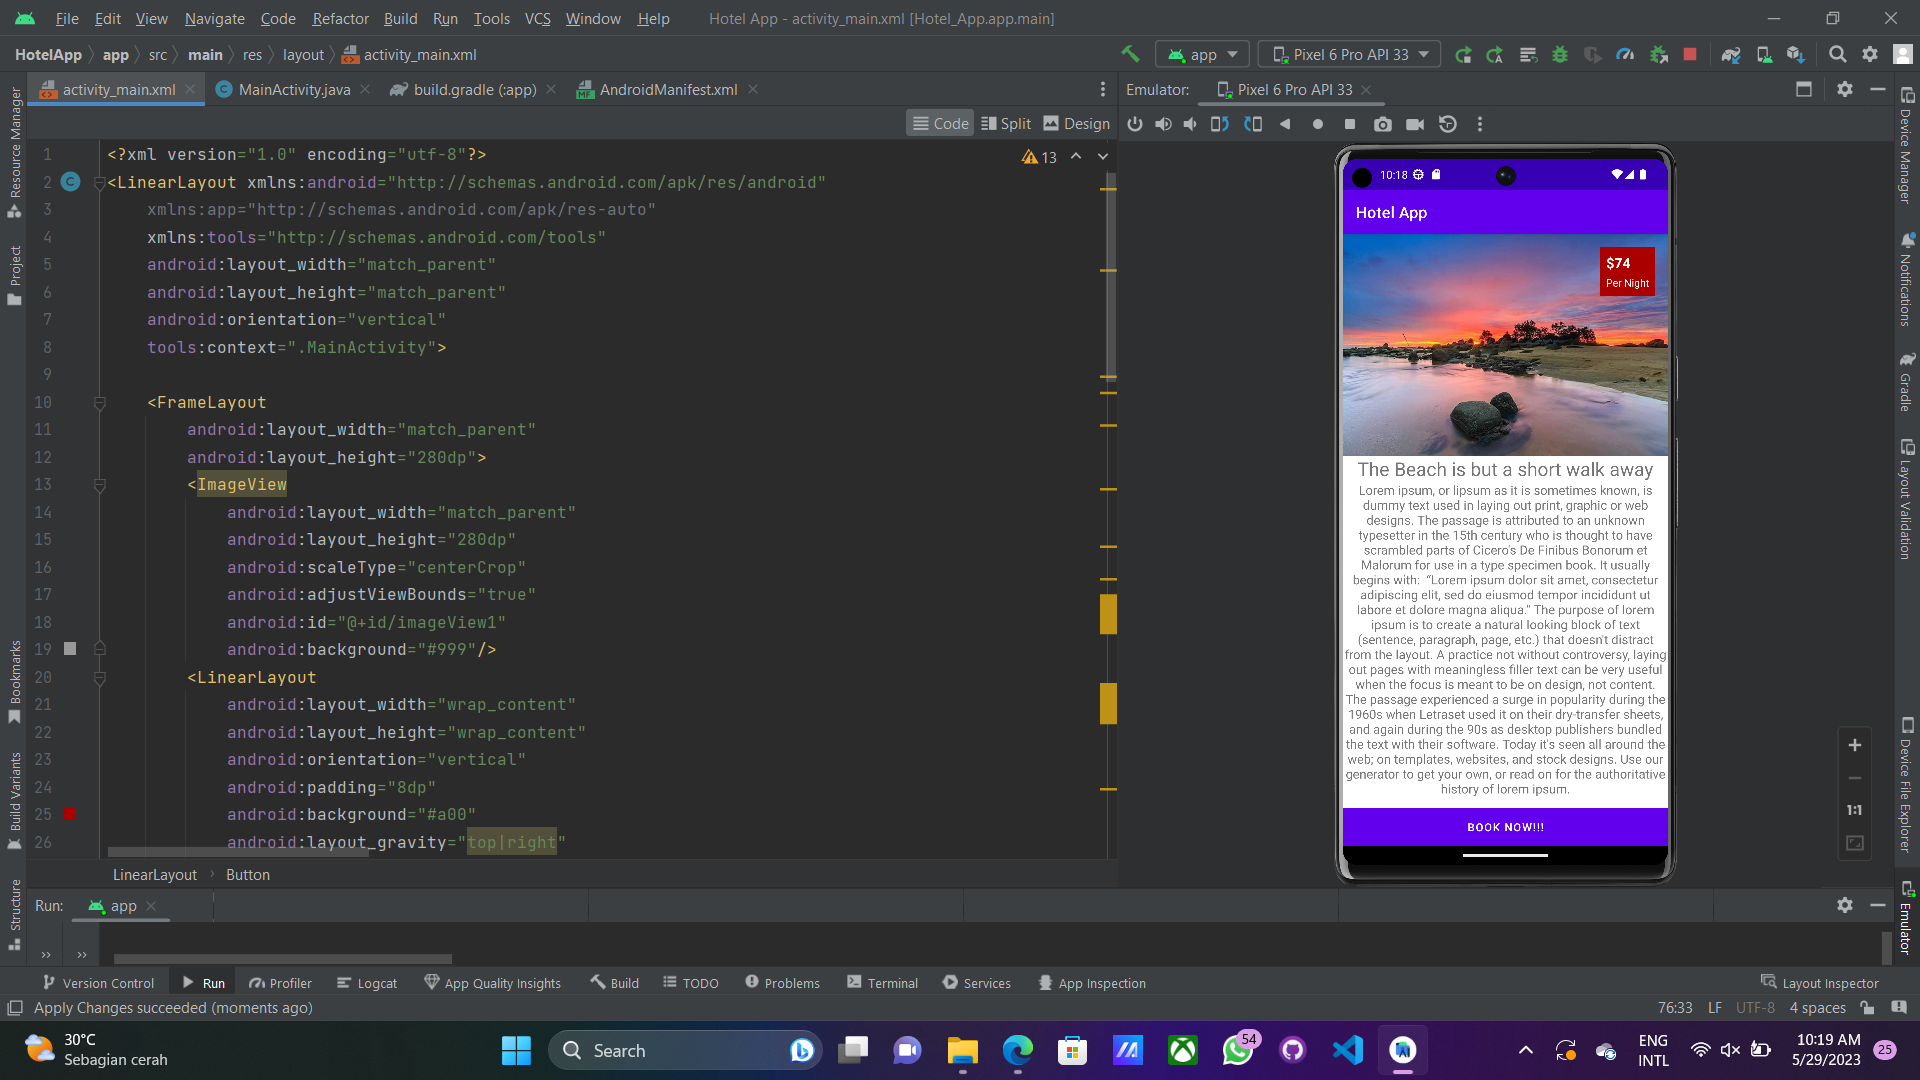 File Edit View Navigate Code Refactor Build Run Tools VCS Window Help Hotel App - activity_main.xml [Hotel_App.app.main]
HotelApp app src main res layout activity_main.xml app Pixel 6 Pro API 33
activity_main.xml MainActivity.java build.gradle (:app) AndroidManifest.xml Emulator: Pixel 6 Pro API 33
Code Split Design
13
1 <?xml version="1.0" encoding="utf-8"?>
2 <LinearLayout xmlns:android="http://schemas.android.com/apk/res/android"
3 xmlns:app="http://schemas.android.com/apk/res-auto"
4 xmlns:tools="http://schemas.android.com/tools"
5 android:layout_width="match_parent"
6 android:layout_height="match_parent"
7 android:orientation="vertical"
8 tools:context=".MainActivity">
9
10 <FrameLayout
11 android:layout_width="match_parent"
12 android:layout_height="280dp">
13 <ImageView
14 android:layout_width="match_parent"
15 android:layout_height="280dp"
16 android:scaleType="centerCrop"
17 android:adjustViewBounds="true"
18 android:id="@+id/imageView1"
19 android:background="#999"/>
20 <LinearLayout
21 android:layout_width="wrap_content"
22 android:layout_height="wrap_content"
23 android:orientation="vertical"
24 android:padding="8dp"
25 android:background="#a00"
26 android:layout_gravity="top|right"
LinearLayout Button
10:18
Hotel App
$74
Per Night
The Beach is but a short walk away
Lorem ipsum, or lipsum as it is sometimes known, is
dummy text used in laying out print, graphic or web
designs. The passage is attributed to an unknown
typesetter in the 15th century who is thought to have
scrambled parts of Cicero's De Finibus Bonorum et
Malorum for use in a type specimen book. It usually
begins with: “Lorem ipsum dolor sit amet, consectetur
adipiscing elit, sed do eiusmod tempor incididunt ut
labore et dolore magna aliqua.” The purpose of lorem
ipsum is to create a natural looking block of text
(sentence, paragraph, page, etc.) that doesn't distract
from the layout. A practice not without controversy, laying
out pages with meaningless filler text can be very useful
when the focus is meant to be on design, not content.
The passage experienced a surge in popularity during the
1960s when Letraset used it on their dry-transfer sheets,
and again during the 90s as desktop publishers bundled
the text with their software. Today it's seen all around the
web; on templates, websites, and stock designs. Use our
generator to get your own, or read on for the authoritative
history of lorem ipsum.
BOOK NOW!!!
1:1
Resource Manager
Project
Bookmarks
Build Variants
Structure
Device Manager
Notifications
Gradle
Layout Validation
Device File Explorer
Emulator
Run: app
Version Control Run Profiler Logcat App Quality Insights Build TODO Problems Terminal Services App Inspection Layout Inspector
Apply Changes succeeded (moments ago) 76:33 LF UTF-8 4 spaces
30°C
Sebagian cerah
Search
54
ENG
INTL
10:19 AM
5/29/2023
25